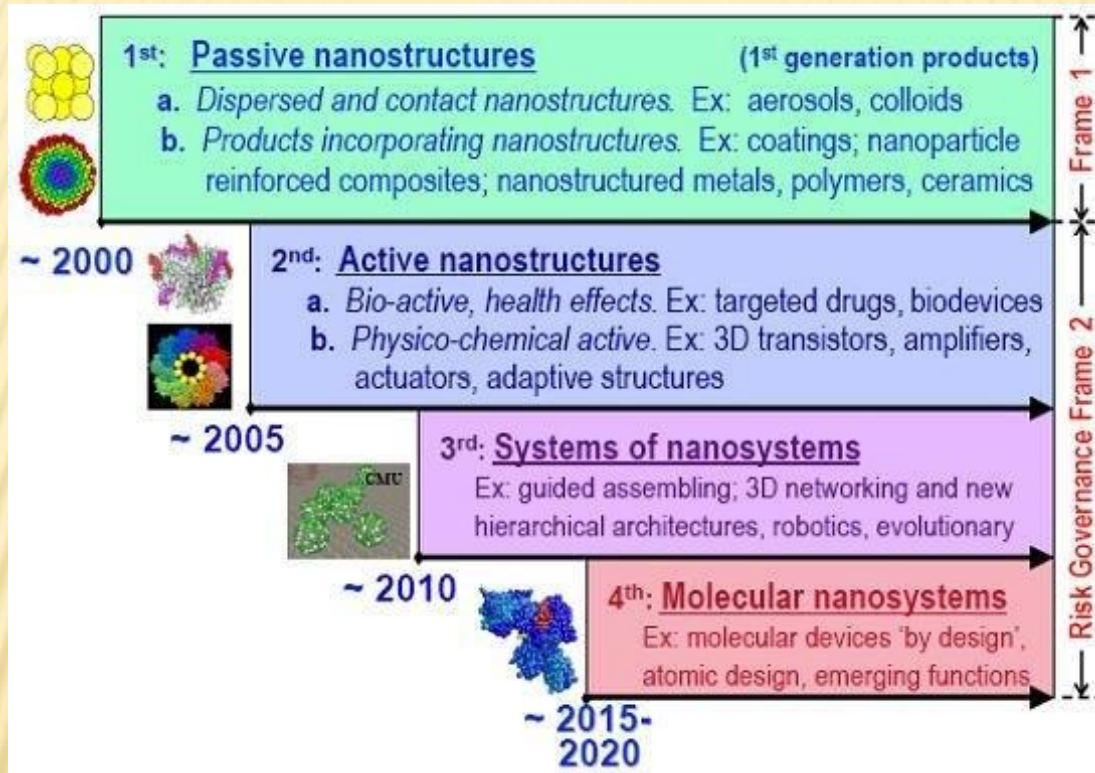 1st: Passive nanostructures (1st generation products)
a. Dispersed and contact nanostructures. Ex: aerosols, colloids
b. Products incorporating nanostructures. Ex: coatings; nanoparticle
reinforced composites; nanostructured metals, polymers, ceramics
Frame 1
~ 2000
2nd: Active nanostructures
a. Bio-active, health effects. Ex: targeted drugs, biodevices
b. Physico-chemical active. Ex: 3D transistors, amplifiers,
actuators, adaptive structures
~ 2005
CMU
3rd: Systems of nanosystems
Ex: guided assembling; 3D networking and new
hierarchical architectures, robotics, evolutionary
~ 2010
4th: Molecular nanosystems
Ex: molecular devices ‘by design’,
atomic design, emerging functions
~ 2015-
2020
Risk Governance Frame 2